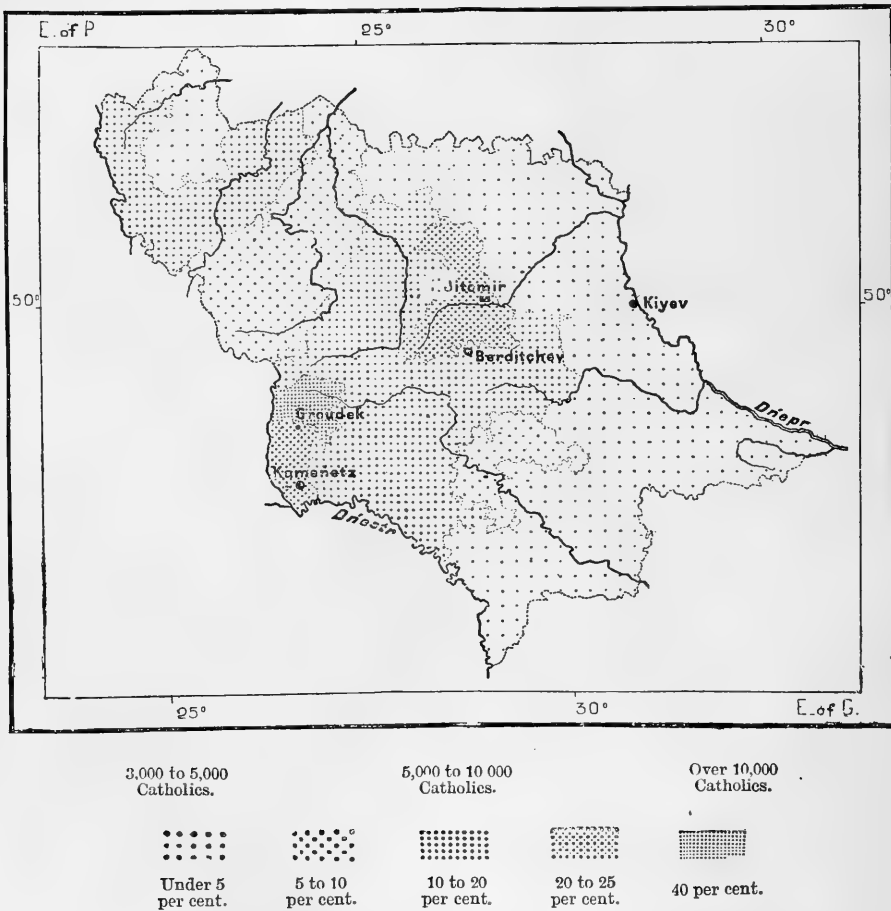 E. of P.
25°
30°
50°
50°
Jitomir
Kiyev
Berditchev
Groudek
Dniepr
Kamenetz
Dniestr
25°
30°
E. of G.
3,000 to 5,000
Catholics.
5,000 to 10 000
Catholics.
Over 10,000
Catholics.
Under 5
per cent.
5 to 10
per cent.
10 to 20
per cent.
20 to 25
per cent.
40 per cent.